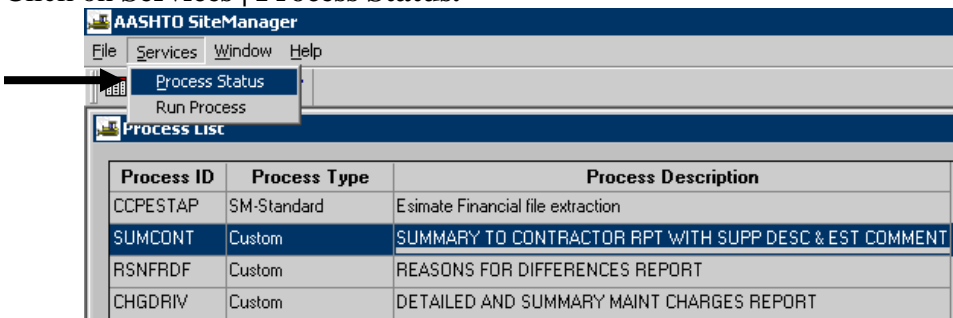 Click on Services | Process Status.
AASHTO SiteManager
File Services Window Help
Process Status
Run Process
Process List
Process ID Process Type Process Description
CCPESTAP SM-Standard Esimate Financial file extraction
SUMCONT Custom SUMMARY TO CONTRACTOR RPT WITH SUPP DESC & EST COMMENT
RSNFRDF Custom REASONS FOR DIFFERENCES REPORT
CHGDRIV Custom DETAILED AND SUMMARY MAINT CHARGES REPORT